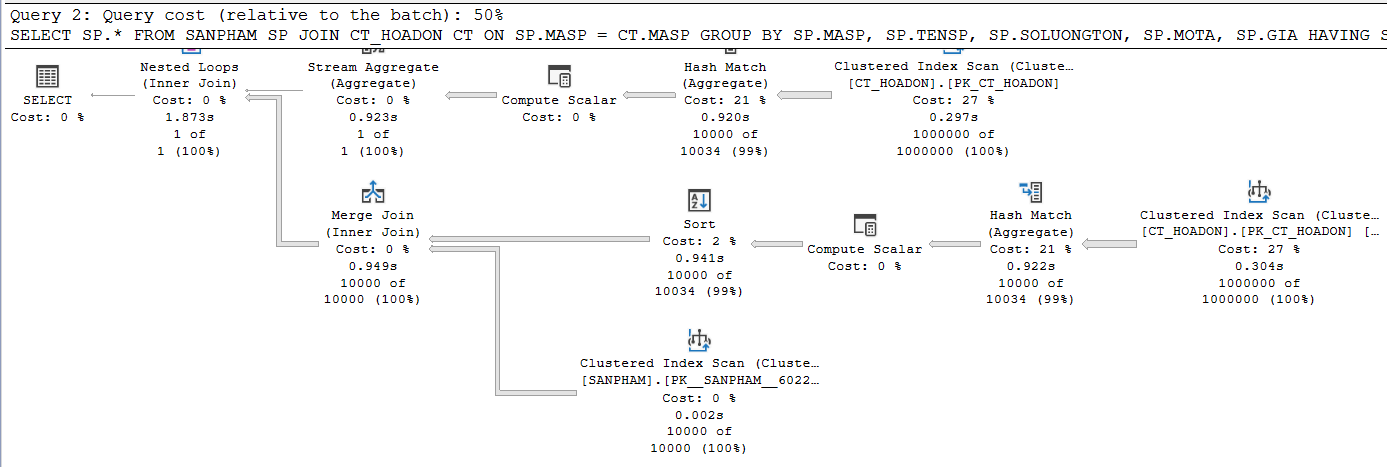 Query 2: Query cost (relative to the batch): 50%
SELECT SP.* FROM SANPHAM SP JOIN CT_HOADON CT ON SP.MASP = CT.MASP GROUP BY SP.MASP, SP.TENSP, SP.SOLUONGTON, SP.MOTA, SP.GIA HAVING S
SELECT
Cost: 0 %
Nested Loops
(Inner Join)
Cost: 0 %
1.873s
1 of
1 (100%)
Stream Aggregate
(Aggregate)
Cost: 0 %
0.923s
1 of
1 (100%)
Compute Scalar
Cost: 0 %
Hash Match
(Aggregate)
Cost: 21 %
0.920s
10000 of
10034 (99%)
Clustered Index Scan (Cluste…
[CT_HOADON].[PK_CT_HOADON]
Cost: 27 %
0.297s
1000000 of
1000000 (100%)
Merge Join
(Inner Join)
Cost: 0 %
0.949s
10000 of
10000 (100%)
Sort
Cost: 2 %
0.941s
10000 of
10034 (99%)
Compute Scalar
Cost: 0 %
Hash Match
(Aggregate)
Cost: 21 %
0.922s
10000 of
10034 (99%)
Clustered Index Scan (Cluste…
[CT_HOADON].[PK_CT_HOADON] […
Cost: 27 %
0.304s
1000000 of
1000000 (100%)
Clustered Index Scan (Cluste…
[SANPHAM].[PK__SANPHAM__6022…
Cost: 0 %
0.002s
10000 of
10000 (100%)